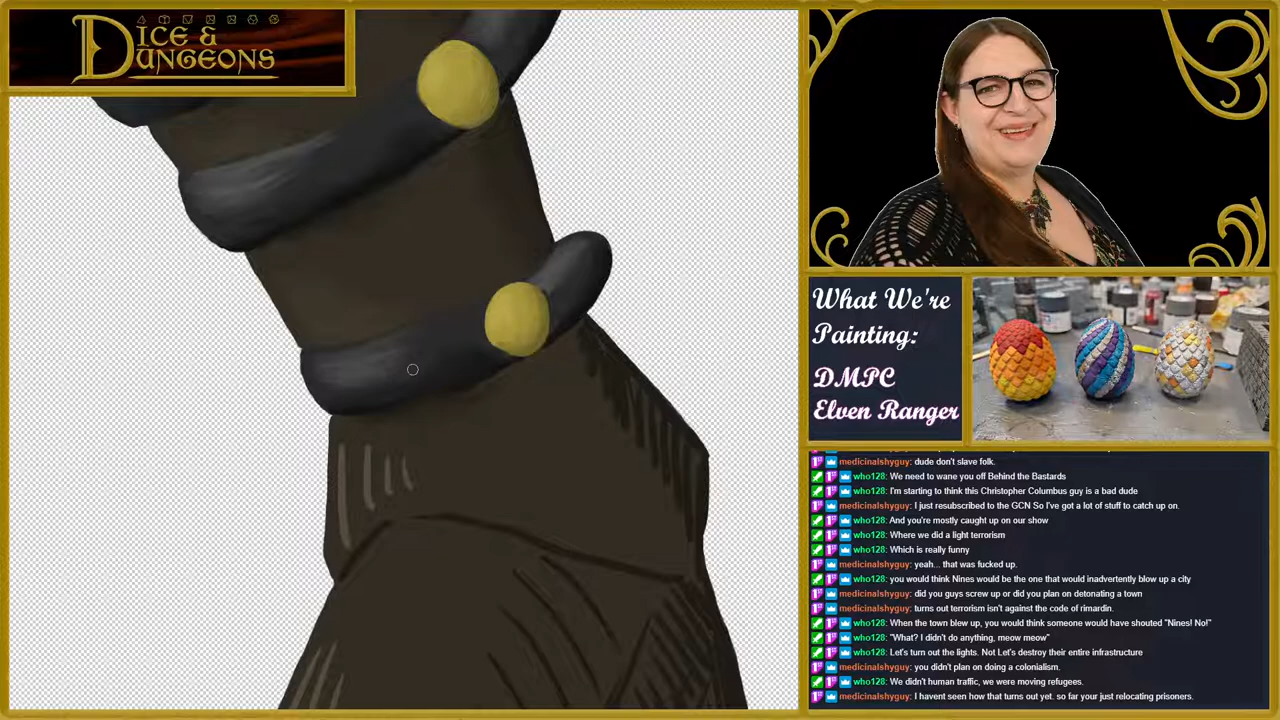 DICE &
DUNGEONS
What We're
Painting:
DMPC
Elven Ranger
medicinalshyguy: dude don't slave folk.
who128: We need to wane you off Behind the Bastards
who128: I'm starting to think this Christopher Columbus guy is a bad dude
medicinalshyguy: I just resubscribed to the GCN So I've got a lot of stuff to catch up on.
who128: And you're mostly caught up on our show
who128: Where we did a light terrorism
who128: Which is really funny
medicinalshyguy: yeah... that was fucked up.
who128: you would think Nines would be the one that would inadvertently blow up a city
medicinalshyguy: did you guys screw up or did you plan on detonating a town
medicinalshyguy: turns out terrorism isn't against the code of rimardin.
who128: When the town blew up, you would think someone would have shouted "Nines! No!"
who128: "What? I didn't do anything, meow meow"
who128: Let's turn out the lights. Not Let's destroy their entire infrastructure
medicinalshyguy: you didn't plan on doing a colonialism.
who128: We didn't human traffic, we were moving refugees.
medicinalshyguy: I havent seen how that turns out yet. so far your just relocating prisoners.